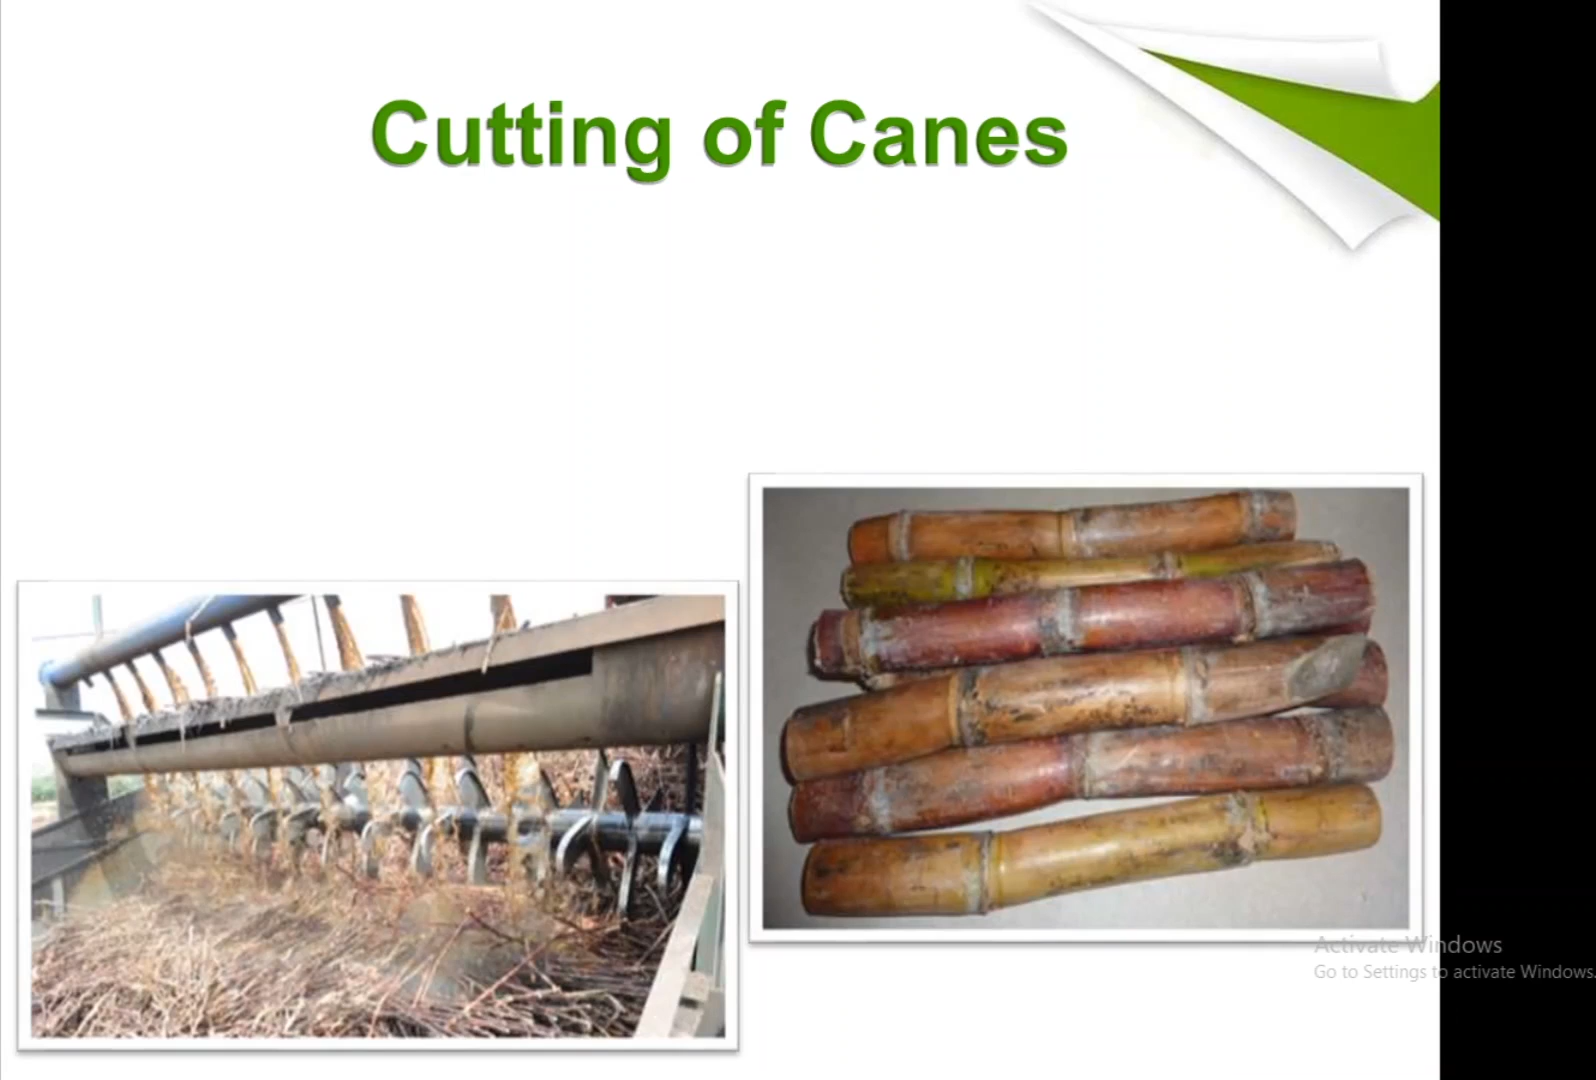 Cutting of Canes
Activate Windows
Go to Settings to activate Windows.